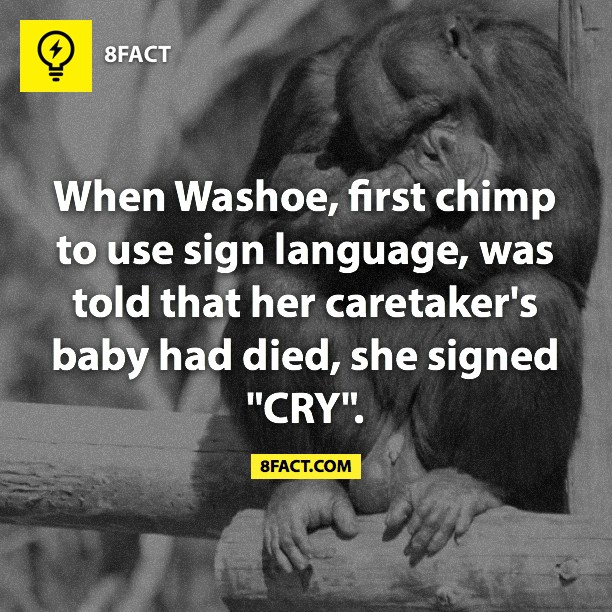 8FACT
When Washoe, first chimp
to use sign language, was
told that her caretaker's
baby had died, she signed
"CRY".
8FACT.COM